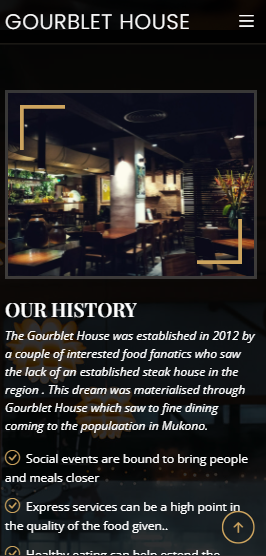 GOURBLET HOUSE
OUR HISTORY
The Gourblet House was established in 2012 by
a couple of interested food fanatics who saw
the lack of an established steak house in the
region . This dream was materialised through
Gourblet House which saw to fine dining
coming to the populaation in Mukono.
Social events are bound to bring people
and meals closer
Express services can be a high point in
the quality of the food given..
Healthy eating can help extend the